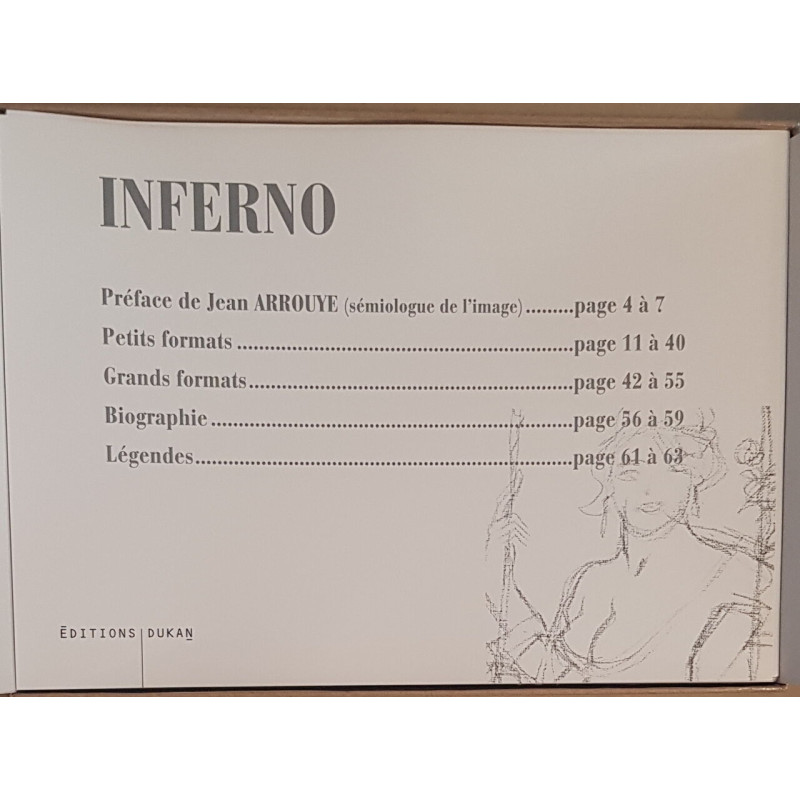 INFERNO
Préface de Jean ARROUYE (sémiologue de l'image).........page 4 à 7
Petits formats ............................................................page 11 à 40
Grands formats..........................................................page 42 à 55
Biographie ................................................................page 56 à 59
Légendes...................................................................page 61 à 63
ÉDITIONS DUKAN